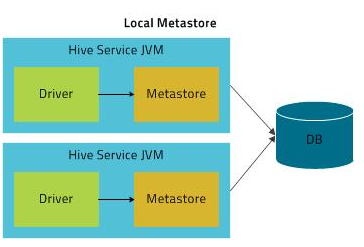 Local Metastore
Hive Service JVM
Driver
Metastore
Hive Service JVM
Driver
Metastore
DB